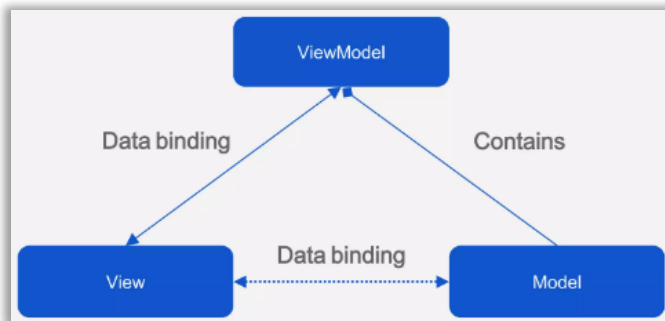 ViewModel
Data binding
Contains
Data binding
View
Model